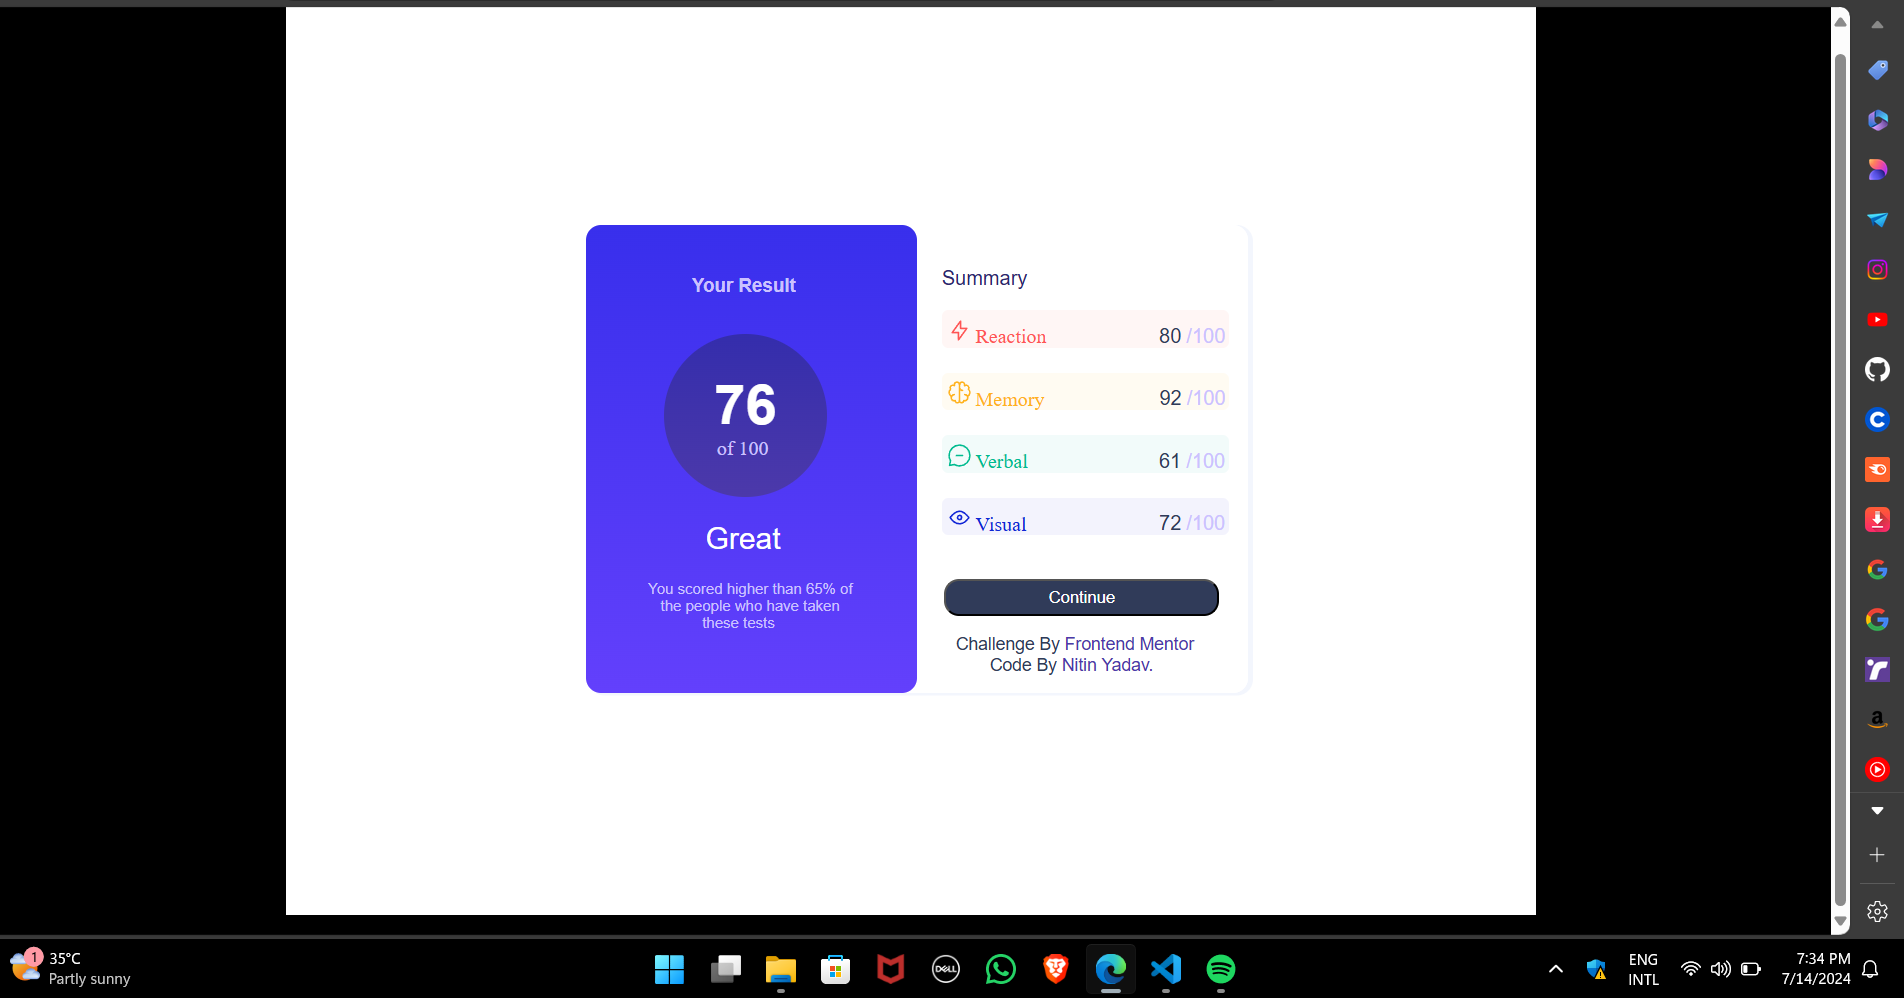 Your Result
76
of 100
Great
You scored higher than 65% of
the people who have taken
these tests
Summary
Reaction 80 /100
Memory 92 /100
Verbal 61 /100
Visual 72 /100
Continue
Challenge By Frontend Mentor
Code By Nitin Yadav.
1
35°C
Partly sunny
DELL
ENG
INTL
7:34 PM
7/14/2024